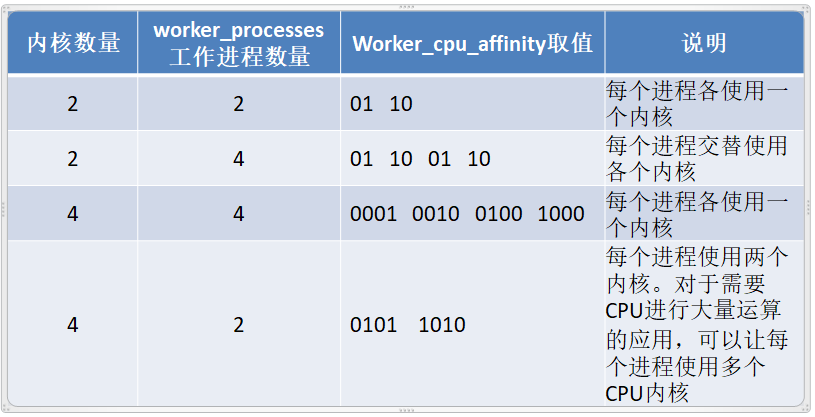 内核数量
worker_processes
工作进程数量
Worker_cpu_affinity取值
说明
2
2
01 10
每个进程各使用一
个内核
2
4
01 10 01 10
每个进程交替使用
各个内核
4
4
0001 0010 0100 1000
每个进程各使用一
个内核
4
2
0101 1010
每个进程使用两个
内核。对于需要
CPU进行大量运算
的应用，可以让每
个进程使用多个
CPU内核